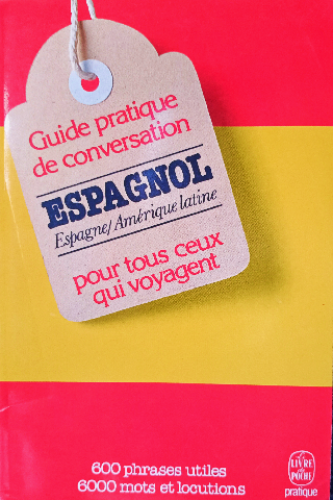 Guide pratique
de conversation
ESPAGNOL
Espagne/Amérique latine
pour tous ceux
qui voyagent
600 phrases utiles
6000 mots et locutions
Le
LIVRE
de
POCHE
pratique